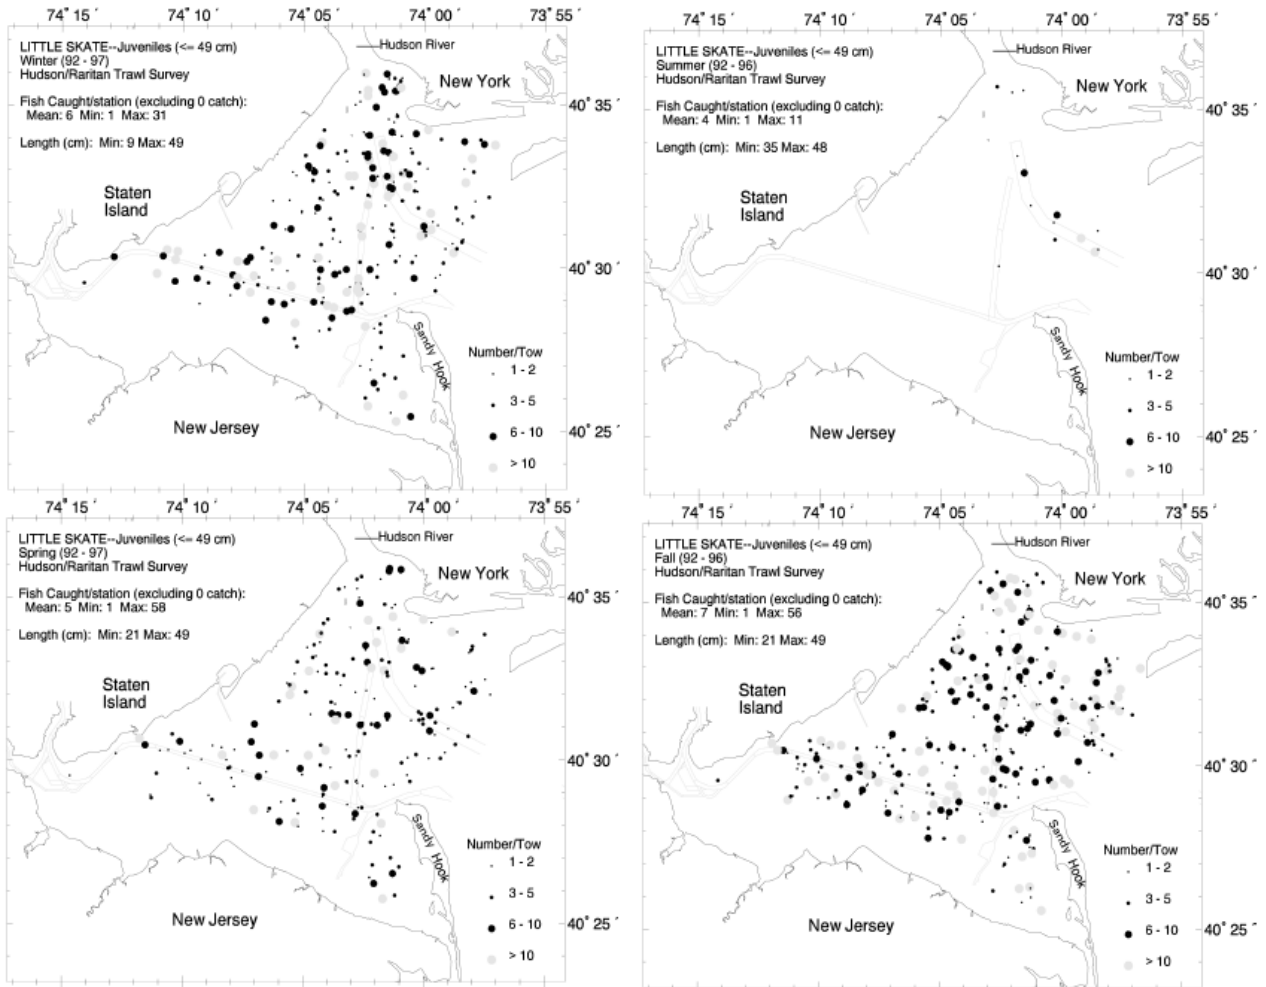 74° 15´ 74° 10´ 74° 05´ 74° 00´ 73° 55´
LITTLE SKATE--Juveniles (<= 49 cm)
Winter (92 - 97)
Hudson/Raritan Trawl Survey
Fish Caught/station (excluding 0 catch):
Mean: 6 Min: 1 Max: 31
Length (cm): Min: 9 Max: 49
Hudson River
New York
40° 35´
Staten
Island
40° 30´
Sandy Hook
Number/Tow
1 - 2
3 - 5
6 - 10
> 10
New Jersey
40° 25´
74° 15´ 74° 10´ 74° 05´ 74° 00´ 73° 55´
LITTLE SKATE--Juveniles (<= 49 cm)
Summer (92 - 96)
Hudson/Raritan Trawl Survey
Fish Caught/station (excluding 0 catch):
Mean: 4 Min: 1 Max: 11
Length (cm): Min: 35 Max: 48
Hudson River
New York
40° 35´
Staten
Island
40° 30´
Sandy Hook
Number/Tow
1 - 2
3 - 5
6 - 10
> 10
New Jersey
40° 25´
74° 15´ 74° 10´ 74° 05´ 74° 00´ 73° 55´
LITTLE SKATE--Juveniles (<= 49 cm)
Spring (92 - 97)
Hudson/Raritan Trawl Survey
Fish Caught/station (excluding 0 catch):
Mean: 5 Min: 1 Max: 58
Length (cm): Min: 21 Max: 49
Hudson River
New York
40° 35´
Staten
Island
40° 30´
Sandy Hook
Number/Tow
1 - 2
3 - 5
6 - 10
> 10
New Jersey
40° 25´
74° 15´ 74° 10´ 74° 05´ 74° 00´ 73° 55´
LITTLE SKATE--Juveniles (<= 49 cm)
Fall (92 - 96)
Hudson/Raritan Trawl Survey
Fish Caught/station (excluding 0 catch):
Mean: 7 Min: 1 Max: 56
Length (cm): Min: 21 Max: 49
Hudson River
New York
40° 35´
Staten
Island
40° 30´
Sandy Hook
Number/Tow
1 - 2
3 - 5
6 - 10
> 10
New Jersey
40° 25´